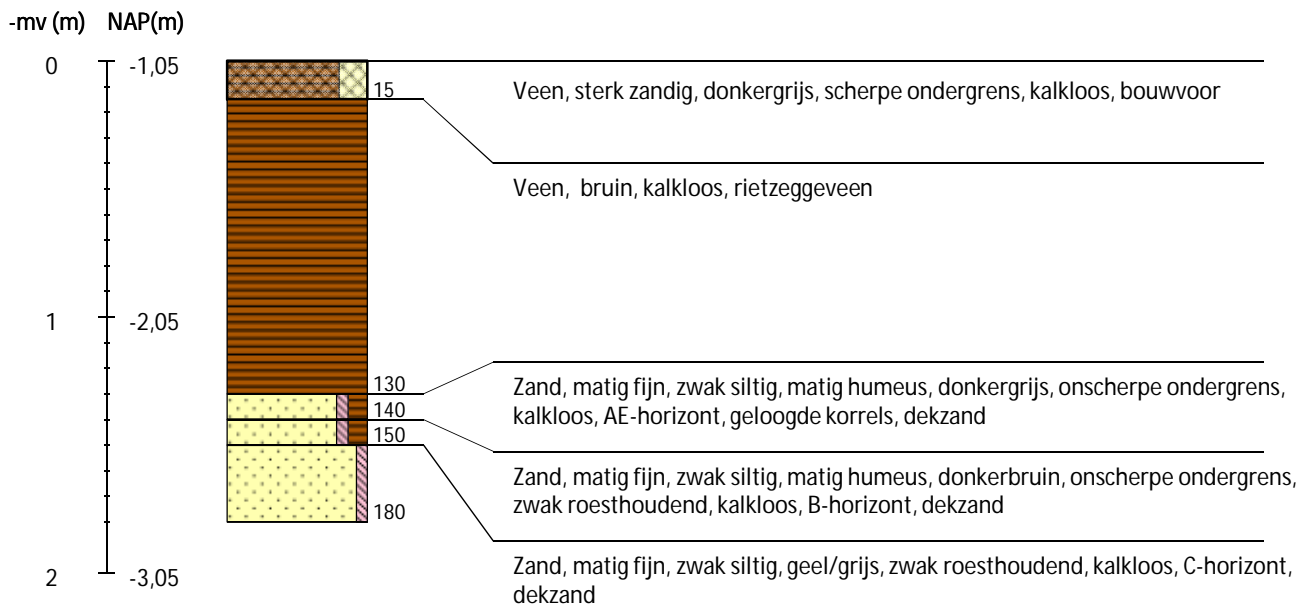 -mv (m) NAP(m)
0 -1,05
15
Veen, sterk zandig, donkergrijs, scherpe ondergrens, kalkloos, bouwvoor
Veen, bruin, kalkloos, rietzeggeveen
1 -2,05
130
Zand, matig fijn, zwak siltig, matig humeus, donkergrijs, onscherpe ondergrens,
kalkloos, AE-horizont, geloogde korrels, dekzand
140
150
Zand, matig fijn, zwak siltig, matig humeus, donkerbruin, onscherpe ondergrens,
zwak roesthoudend, kalkloos, B-horizont, dekzand
180
Zand, matig fijn, zwak siltig, geel/grijs, zwak roesthoudend, kalkloos, C-horizont,
dekzand
2 -3,05